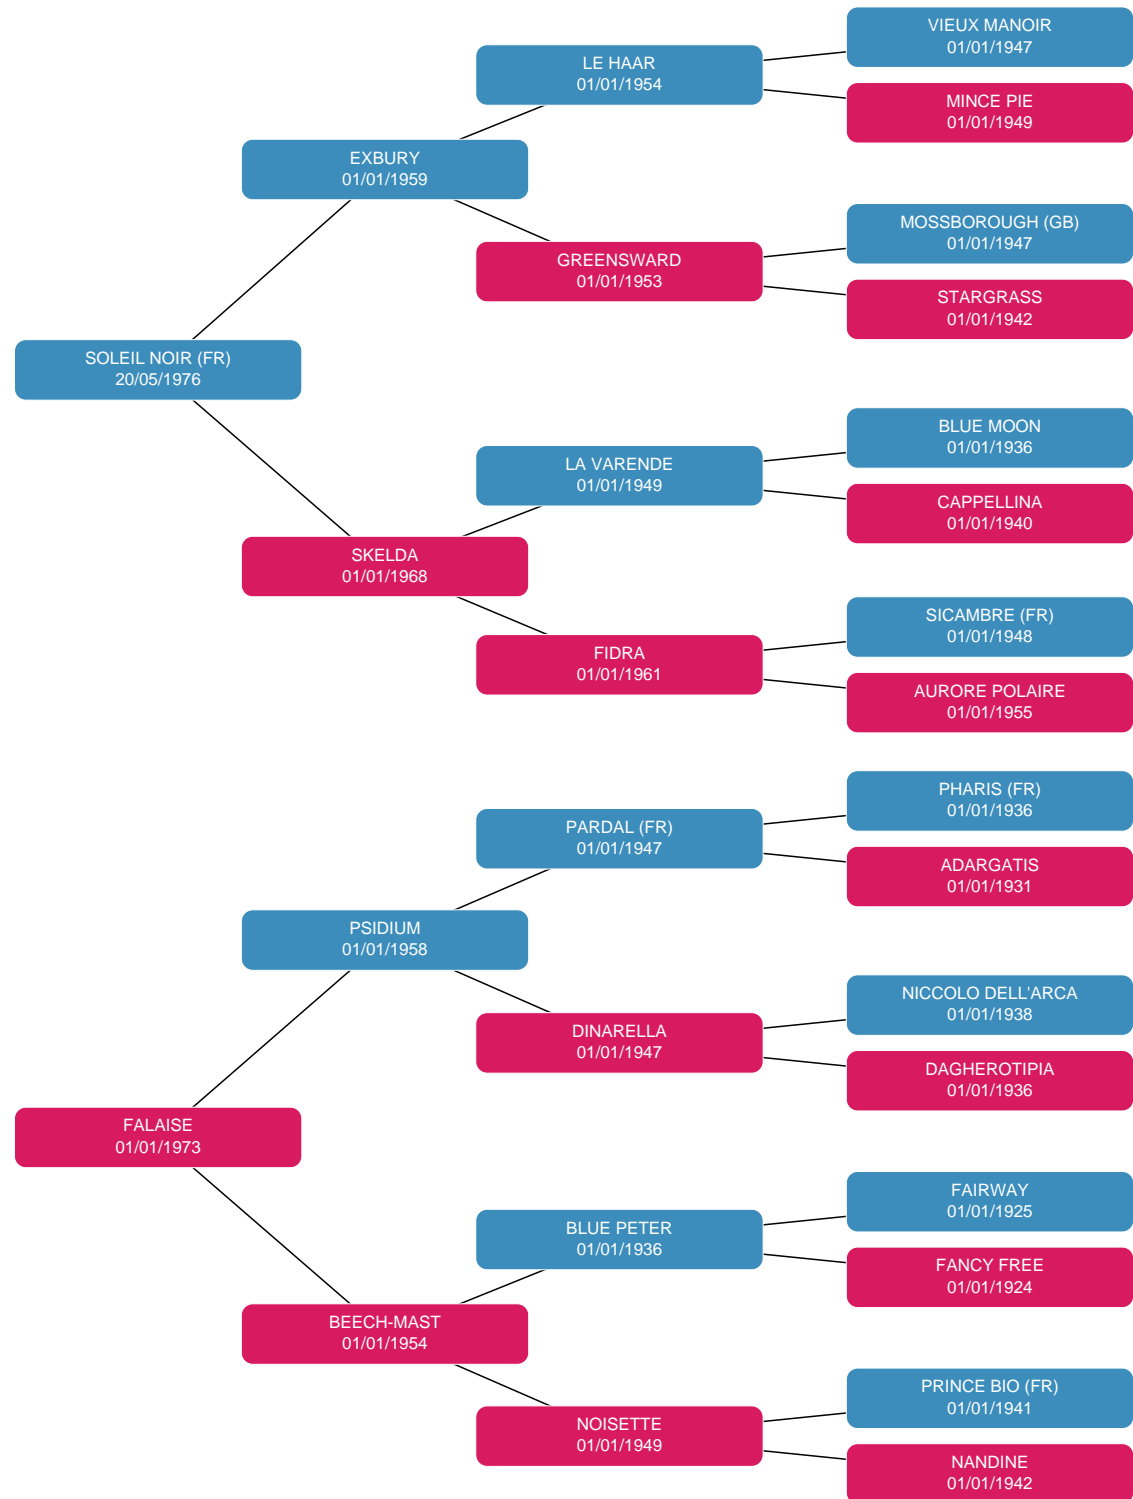 VIEUX MANOIR
01/01/1947
LE HAAR
01/01/1954
MINCE PIE
01/01/1949
EXBURY
01/01/1959
MOSSBOROUGH (GB)
01/01/1947
GREENSWARD
01/01/1953
STARGRASS
01/01/1942
SOLEIL NOIR (FR)
20/05/1976
BLUE MOON
01/01/1936
LA VARENDE
01/01/1949
CAPPELLINA
01/01/1940
SKELDA
01/01/1968
SICAMBRE (FR)
01/01/1948
FIDRA
01/01/1961
AURORE POLAIRE
01/01/1955
PHARIS (FR)
01/01/1936
PARDAL (FR)
01/01/1947
ADARGATIS
01/01/1931
PSIDIUM
01/01/1958
NICCOLO DELL'ARCA
01/01/1938
DINARELLA
01/01/1947
DAGHEROTIPIA
01/01/1936
FALAISE
01/01/1973
FAIRWAY
01/01/1925
BLUE PETER
01/01/1936
FANCY FREE
01/01/1924
BEECH-MAST
01/01/1954
PRINCE BIO (FR)
01/01/1941
NOISETTE
01/01/1949
NANDINE
01/01/1942